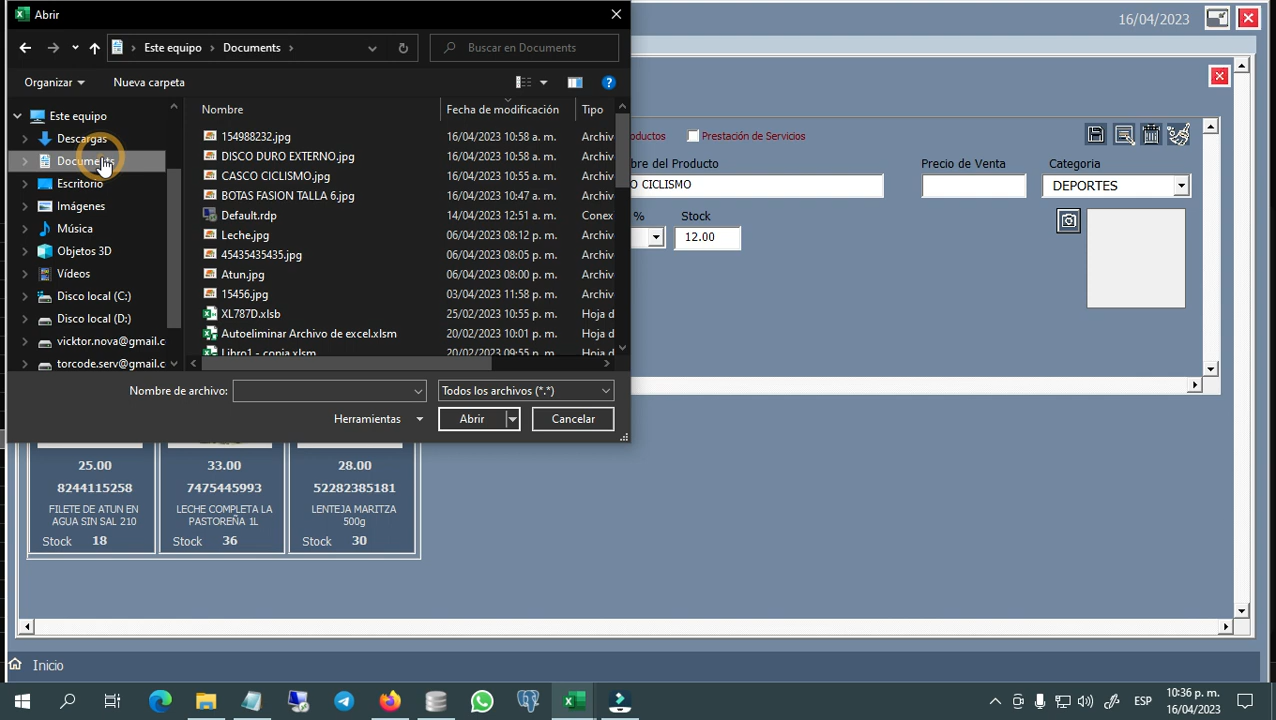 Abrir
16/04/2023
Este equipo
Documents
Buscar en Documents
Organizar
Nueva carpeta
Este equipo
Descargas
Documents
Escritorio
Imágenes
Música
Objetos 3D
Vídeos
Disco local (C:)
Disco local (D:)
vicktor.nova@gmail.c
torcode.serv@gmail.c
Nombre
Fecha de modificación
Tipo
154988232.jpg 16/04/2023 10:58 a. m. Archiv
DISCO DURO EXTERNO.jpg 16/04/2023 10:58 a. m. Archiv
CASCO CICLISMO.jpg 16/04/2023 10:55 a. m. Archiv
BOTAS FASION TALLA 6.jpg 16/04/2023 10:47 a. m. Archiv
Default.rdp 14/04/2023 12:51 a. m. Conex
Leche.jpg 06/04/2023 08:12 p. m. Archiv
45435435435.jpg 06/04/2023 08:05 p. m. Archiv
Atun.jpg 06/04/2023 08:00 p. m. Archiv
15456.jpg 03/04/2023 11:58 p. m. Archiv
XL787D.xlsb 25/02/2023 10:55 p. m. Hoja d
Autoeliminar Archivo de excel.xlsm 20/02/2023 10:01 p. m. Hoja d
Libro1 - copia.xlsm 20/02/2023 09:55 p. m. Hoja d
Nombre de archivo:
Todos los archivos (*.*)
Herramientas
Abrir
Cancelar
oductos
Prestación de Servicios
bre del Producto
Precio de Venta
Categoria
O CICLISMO
DEPORTES
%
Stock
12.00
25.00
8244115258
FILETE DE ATUN EN
AGUA SIN SAL 210
Stock 18
33.00
7475445993
LECHE COMPLETA LA
PASTOREÑA 1L
Stock 36
28.00
52282385181
LENTEJA MARITZA
500g
Stock 30
Inicio
ESP
10:36 p. m.
16/04/2023